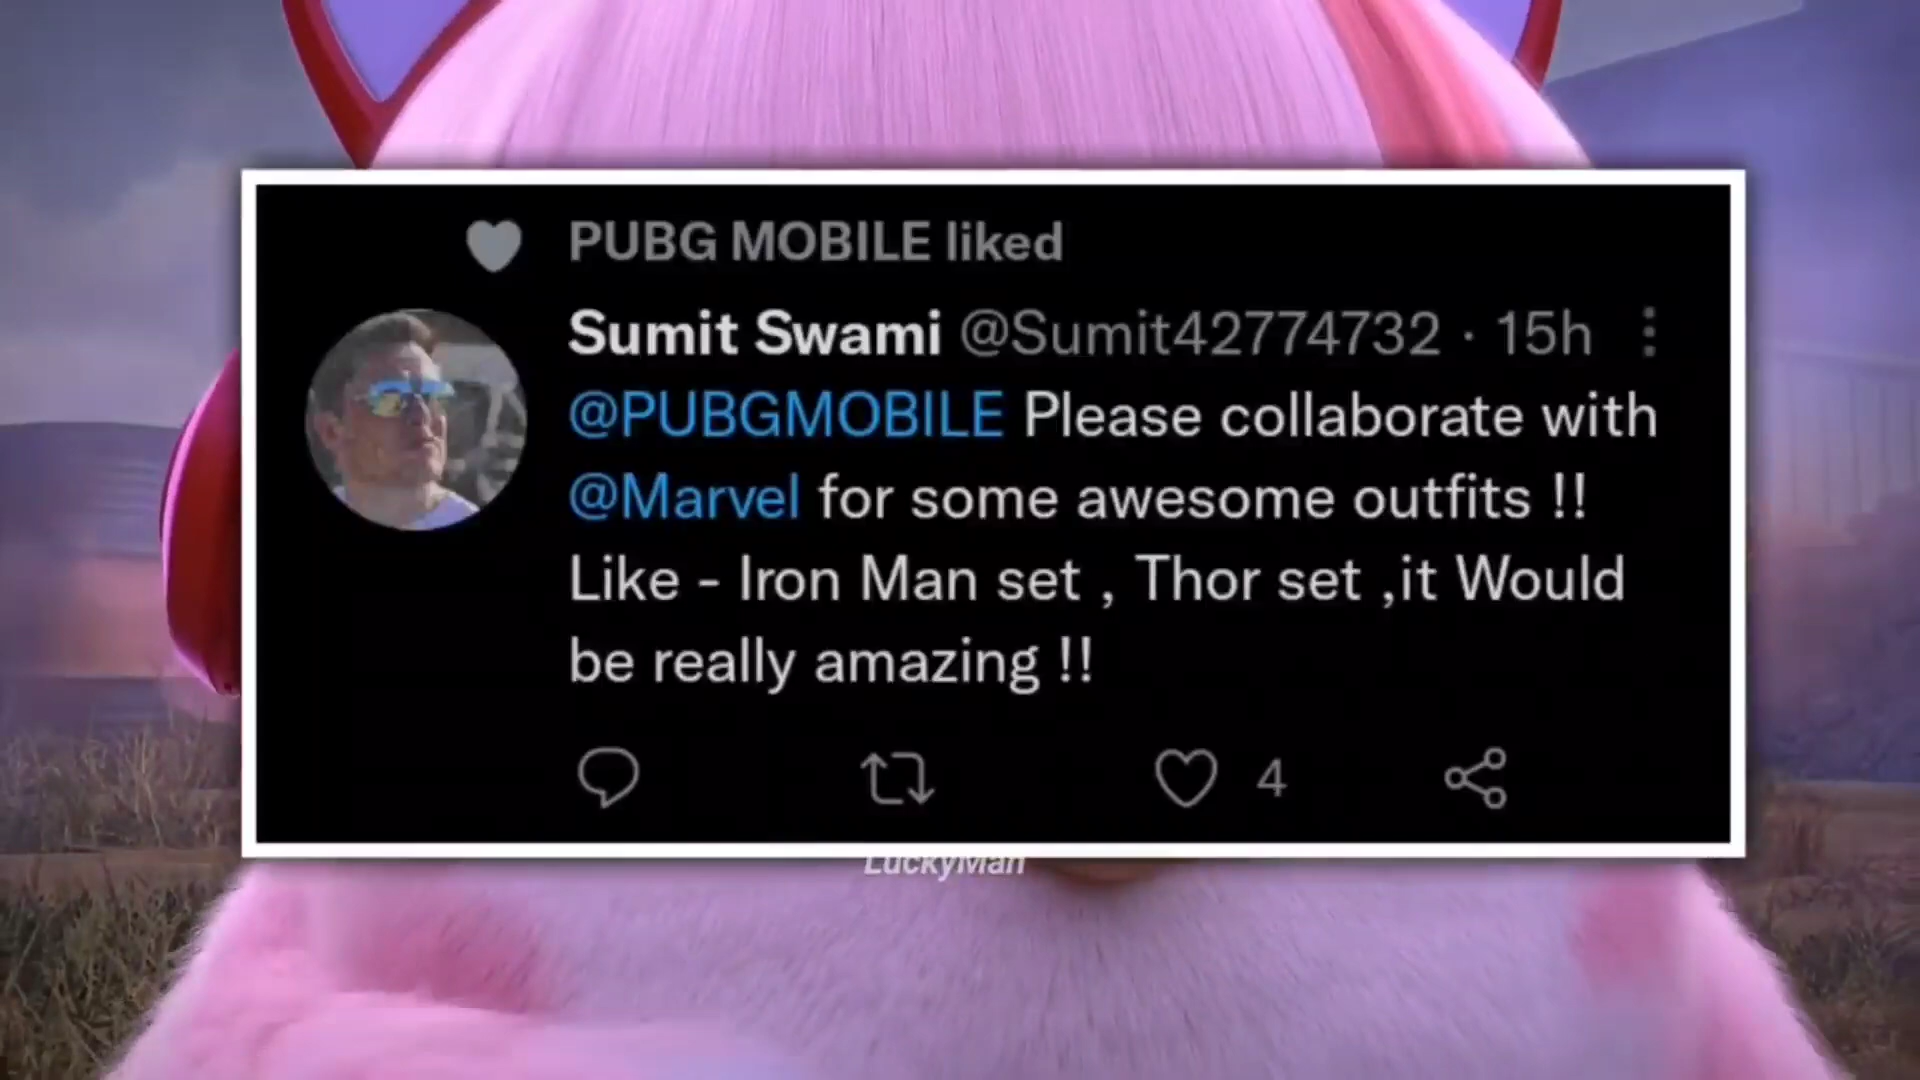 PUBG MOBILE liked
Sumit Swami @Sumit42774732 · 15h
@PUBGMOBILE Please collaborate with
@Marvel for some awesome outfits !!
Like - Iron Man set , Thor set ,it Would
be really amazing !!
4
LuckyMan